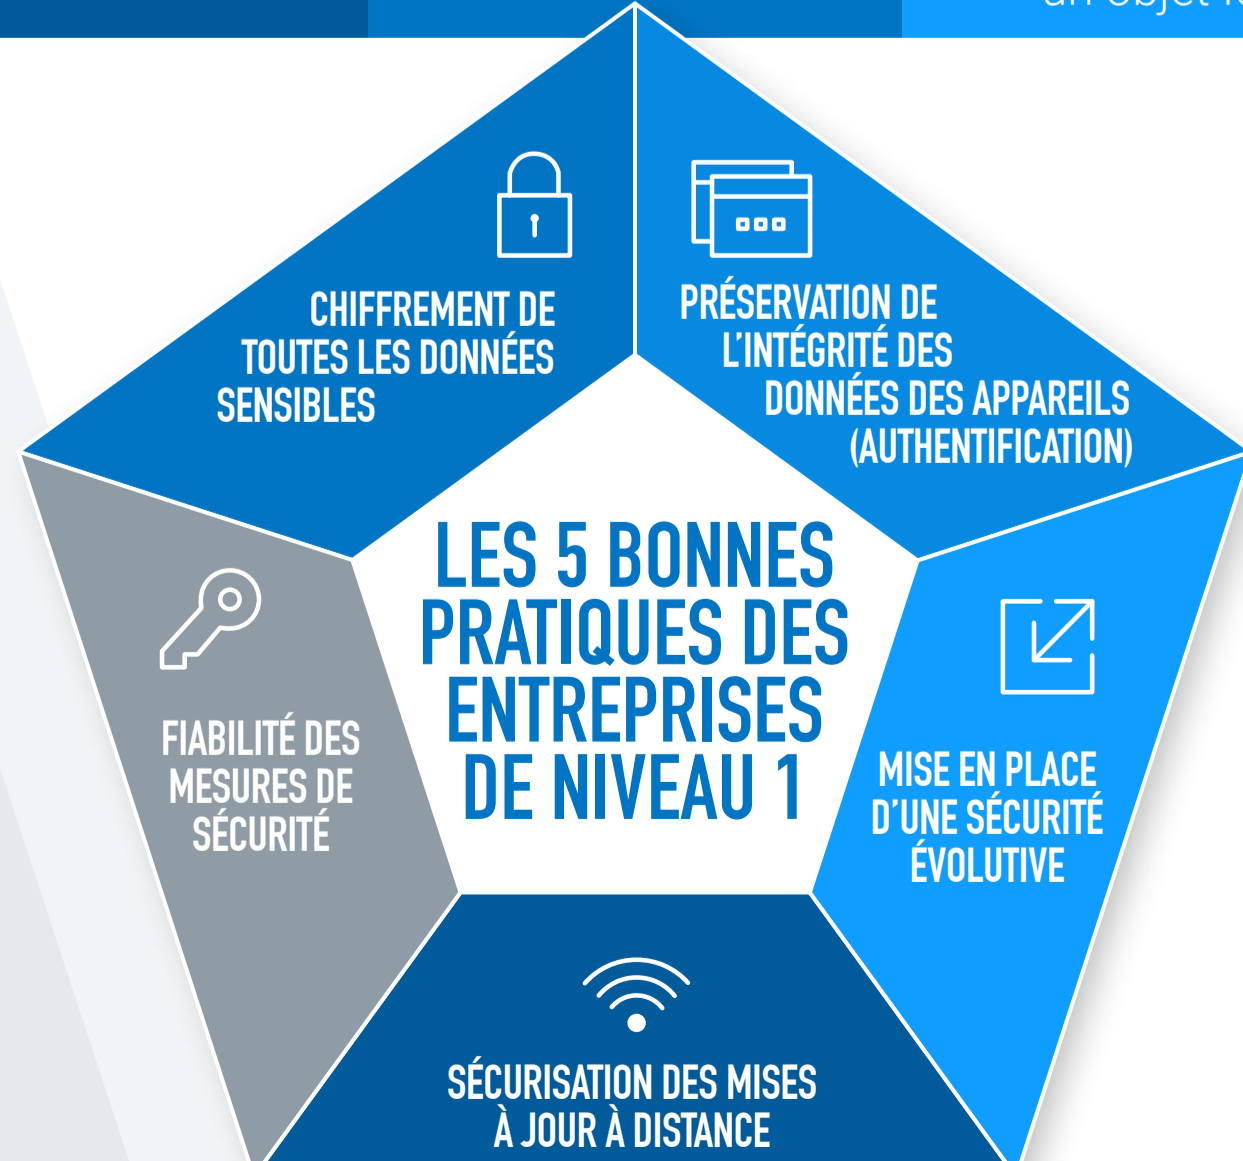 un objet
CHIFFREMENT DE
TOUTES LES DONNÉES
SENSIBLES
PRÉSERVATION DE
L'INTÉGRITÉ DES
DONNÉES DES APPAREILS
(AUTHENTIFICATION)
LES 5 BONNES
PRATIQUES DES
ENTREPRISES
DE NIVEAU 1
FIABILITÉ DES
MESURES DE
SÉCURITÉ
MISE EN PLACE
D'UNE SÉCURITÉ
ÉVOLUTIVE
SÉCURISATION DES MISES
À JOUR À DISTANCE